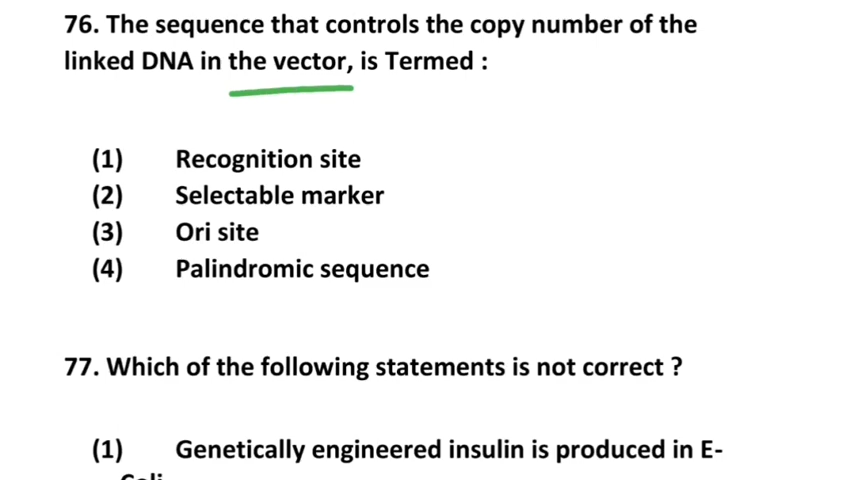 76. The sequence that controls the copy number of the
linked DNA in the vector, is Termed :
(1) Recognition site
(2) Selectable marker
(3) Ori site
(4) Palindromic sequence
77. Which of the following statements is not correct ?
(1) Genetically engineered insulin is produced in E-
Coli